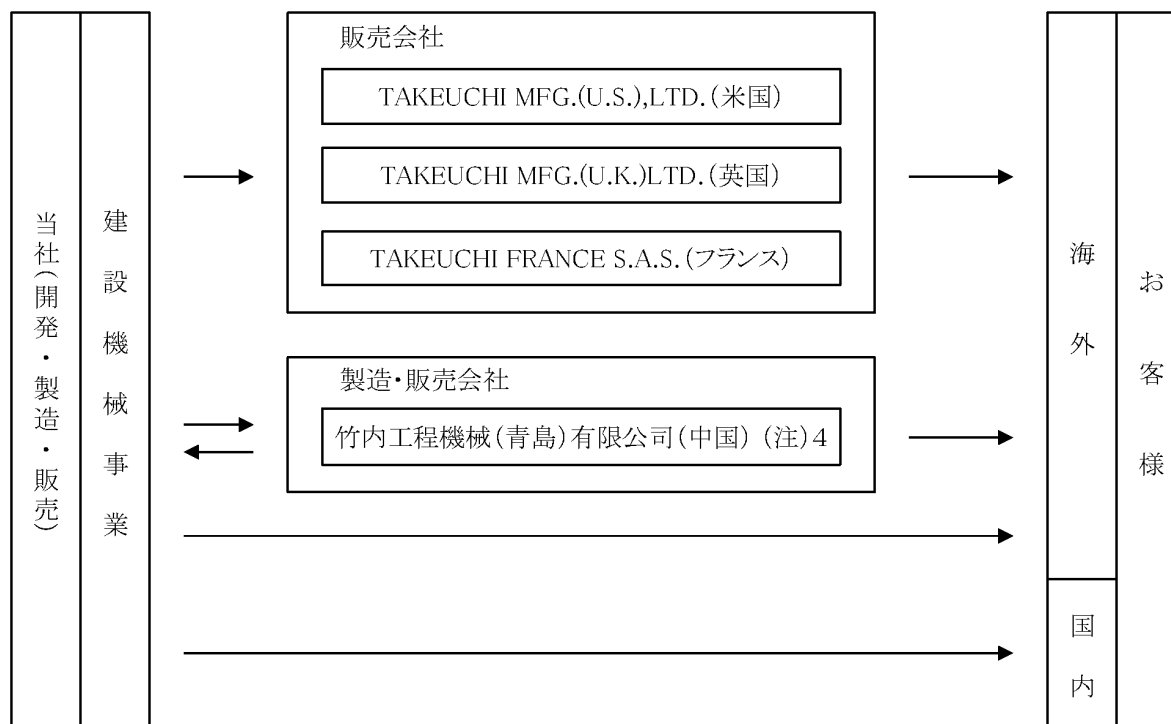 当社(開発・製造・販売)
建設機械事業
販売会社
TAKEUCHI MFG.(U.S.),LTD.(米国)
TAKEUCHI MFG.(U.K.)LTD.(英国)
TAKEUCHI FRANCE S.A.S.(フランス)
製造・販売会社
竹内工程機械(青島)有限公司(中国) (注)4
海外
国内
お客様